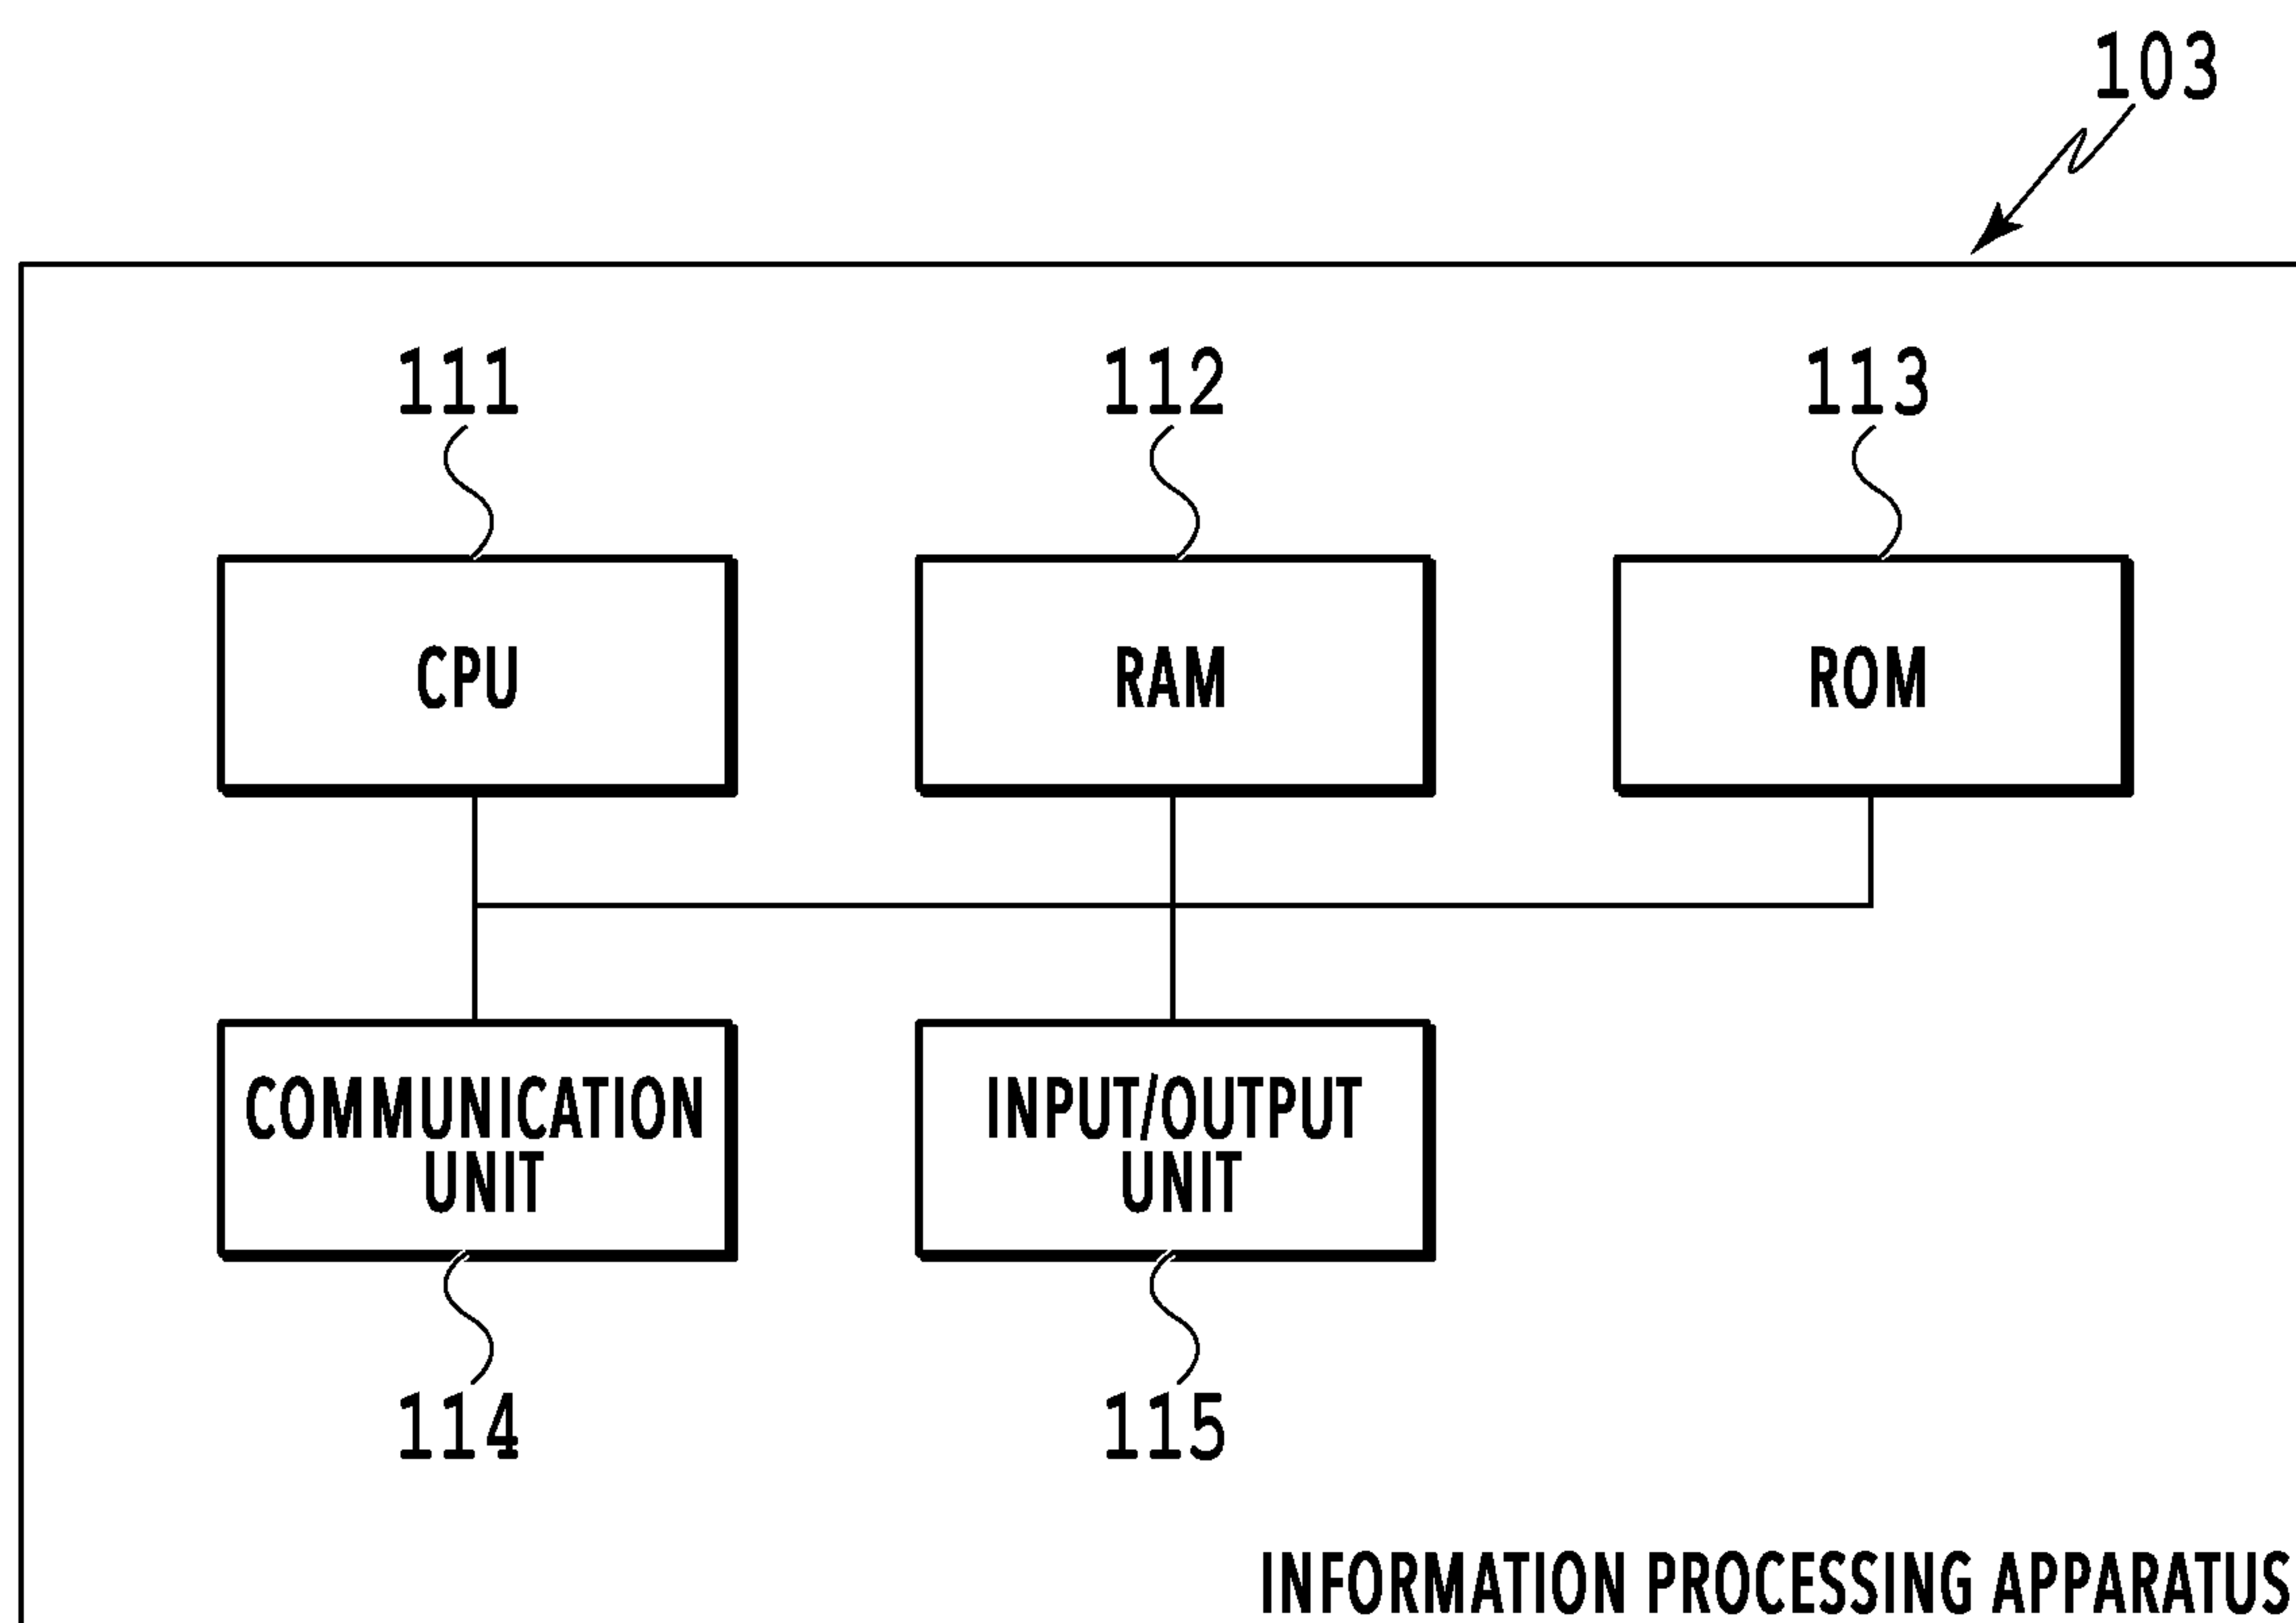 103
111
112
113
CPU
RAM
ROM
COMMUNICATION
UNIT
INPUT/OUTPUT
UNIT
114
115
INFORMATION PROCESSING APPARATUS